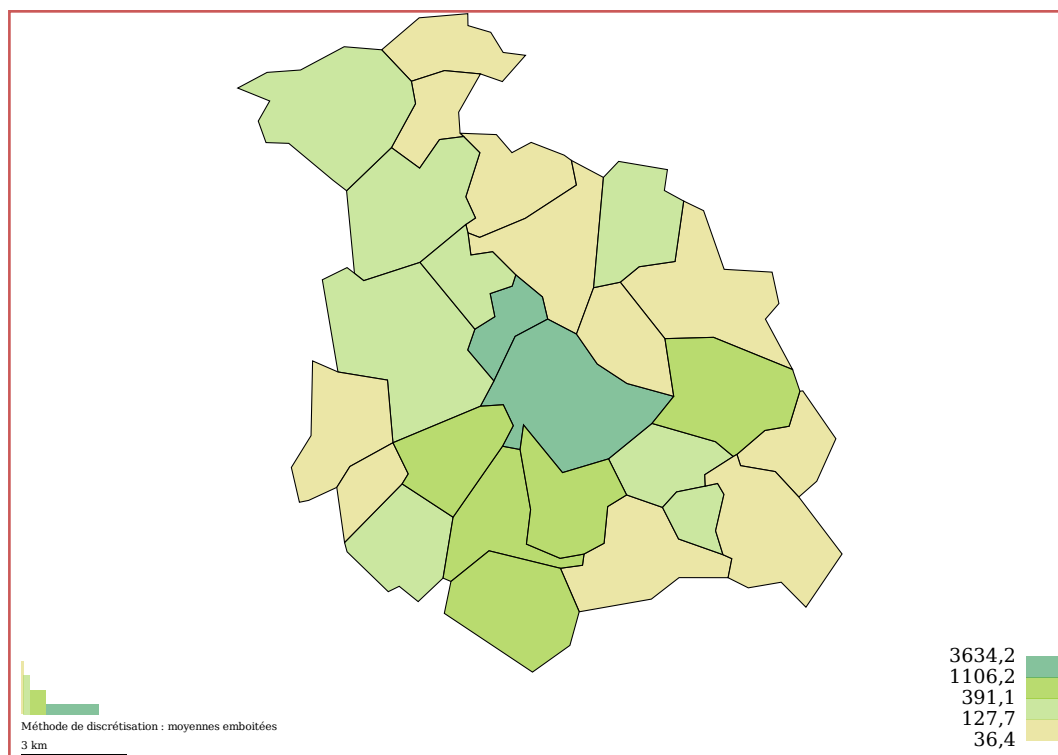 3634,2
1106,2
391,1
127,7
36,4
Méthode de discrétisation : moyennes emboitées
3 km